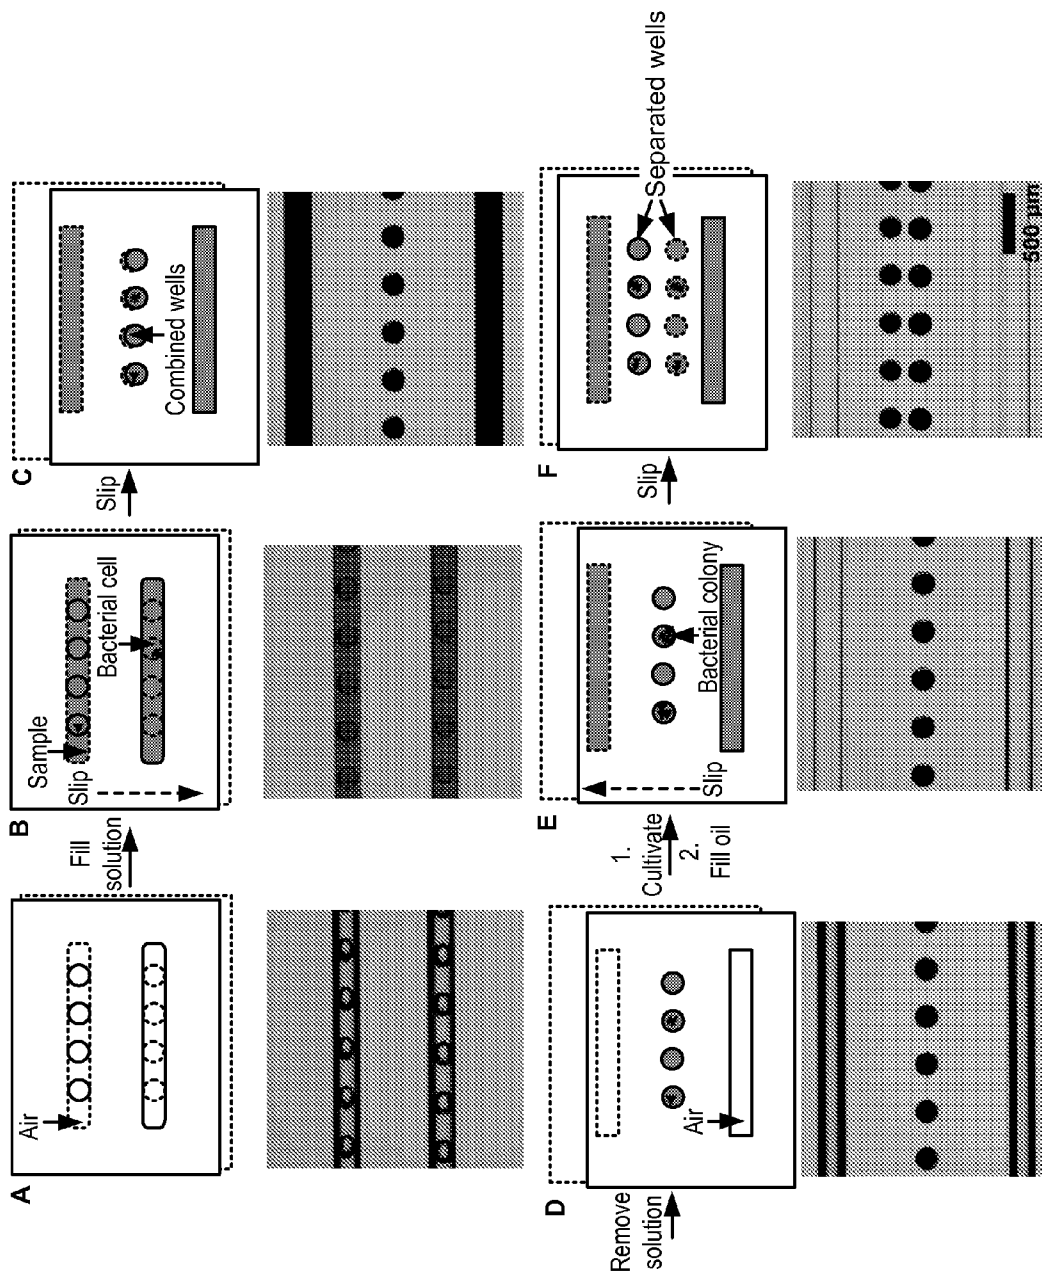 A
Air
Fill
solution
B
Sample
Slip
Bacterial cell
Slip
C
Combined wells
Remove
solution
D
Air
1.
Cultivate
2.
Fill oil
E
Slip
Bacterial colony
Slip
F
Separated wells
500 μm